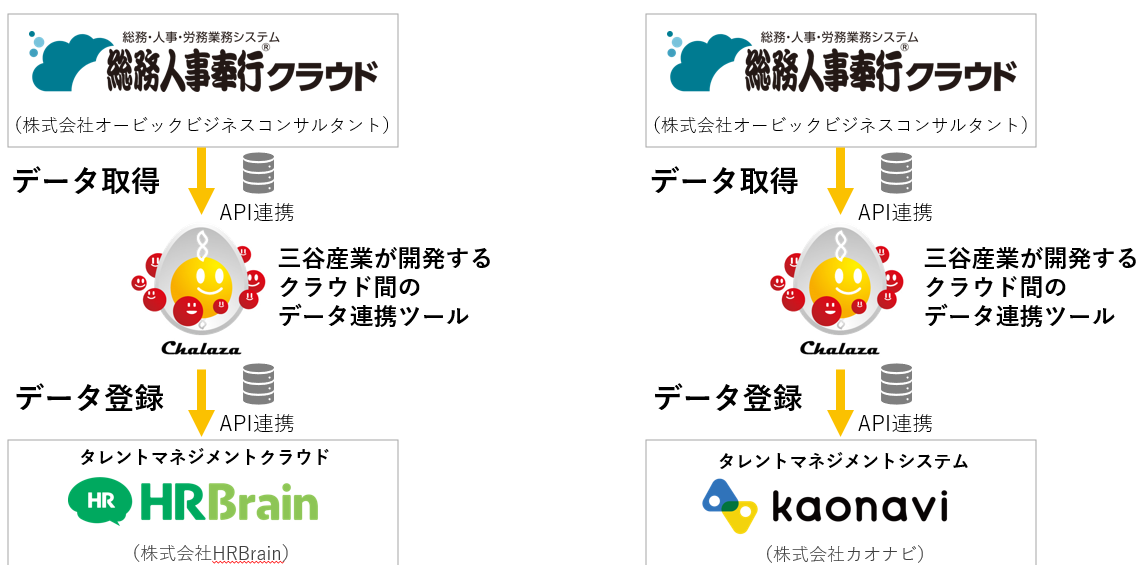 総務・人事・労務業務システム
総務人事奉行クラウド®
（株式会社オービックビジネスコンサルタント）
データ取得
API連携
三谷産業が開発する
クラウド間の
データ連携ツール
Chalaza
データ登録
API連携
タレントマネジメントクラウド
HR HRBrain
（株式会社HRBrain）
総務・人事・労務業務システム
総務人事奉行クラウド®
（株式会社オービックビジネスコンサルタント）
データ取得
API連携
三谷産業が開発する
クラウド間の
データ連携ツール
Chalaza
データ登録
API連携
タレントマネジメントシステム
kaonavi
（株式会社カオナビ）